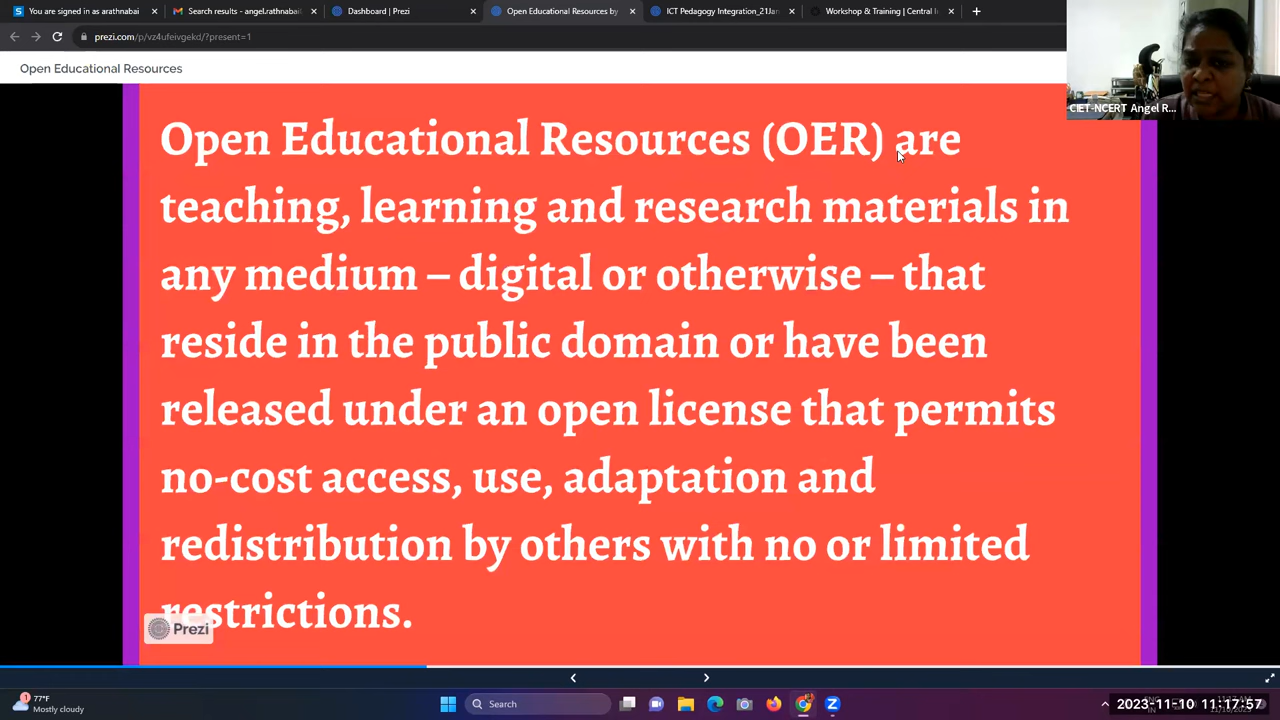 You are signed in as arathnabai
Search results - angel.rathnabai
Dashboard | Prezi
Open Educational Resources by
ICT Pedagogy Integration_21Jan
Workshop & Training | Central I
prezi.com/p/vz4ufeivgekd/?present=1
Open Educational Resources
CIET-NCERT Angel R...
Open Educational Resources (OER) are
teaching, learning and research materials in
any medium – digital or otherwise – that
reside in the public domain or have been
released under an open license that permits
no-cost access, use, adaptation and
redistribution by others with no or limited
restrictions.
Prezi
1
77°F
Mostly cloudy
Search
2023-11-10 11:17:57